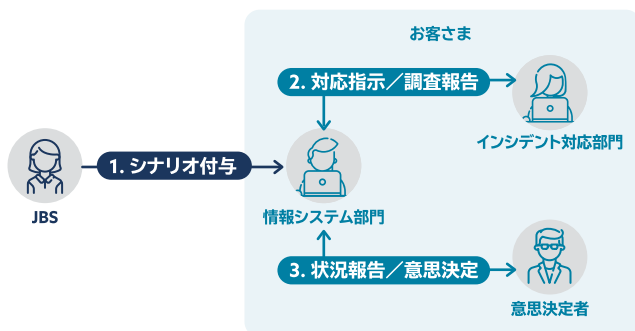 お客さま
2. 対応指示／調査報告
インシデント対応部門
1. シナリオ付与
JBS
情報システム部門
3. 状況報告／意思決定
意思決定者